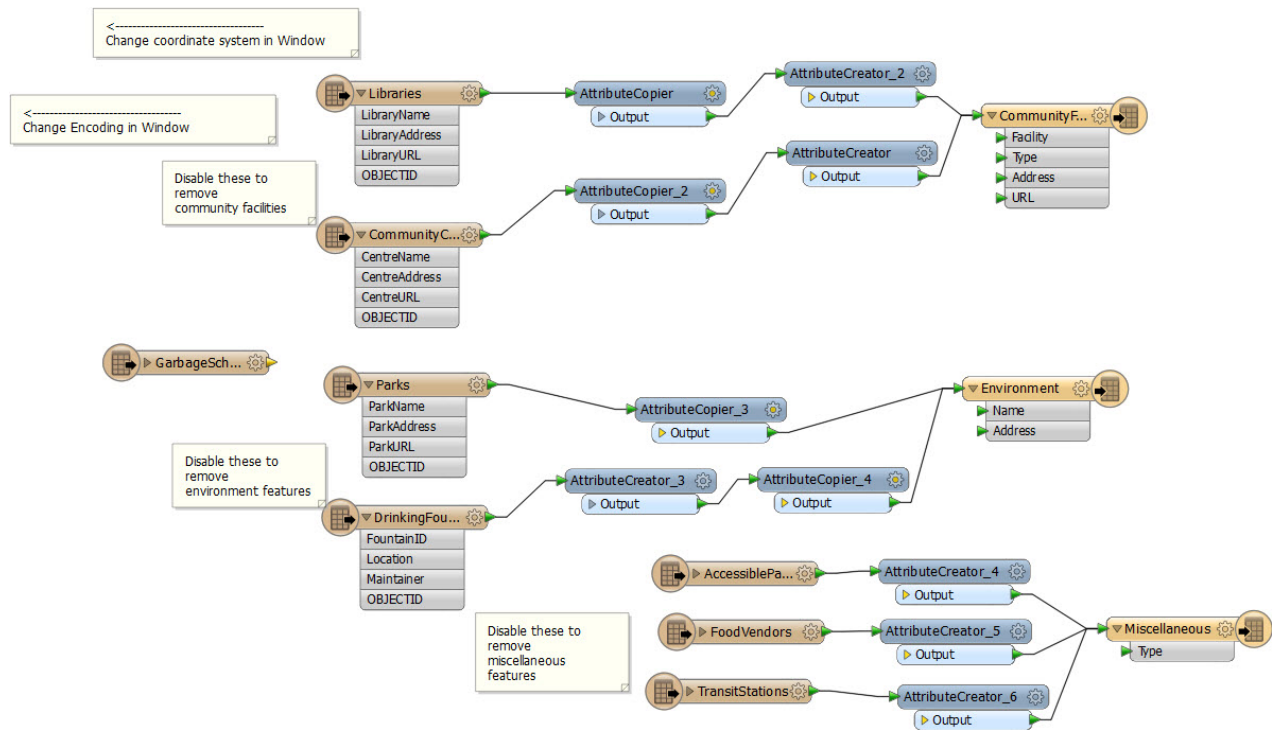 <-----------------------------------
Change coordinate system in Window
<-----------------------------------
Change Encoding in Window
Disable these to
remove
community facilities
Libraries
LibraryName
LibraryAddress
LibraryURL
OBJECTID
AttributeCopier
Output
AttributeCreator_2
Output
CommunityC...
CentreName
CentreAddress
CentreURL
OBJECTID
AttributeCopier_2
Output
AttributeCreator
Output
CommunityF...
Facility
Type
Address
URL
GarbageSch...
Parks
ParkName
ParkAddress
ParkURL
OBJECTID
AttributeCopier_3
Output
Environment
Name
Address
Disable these to
remove
environment features
DrinkingFou...
FountainID
Location
Maintainer
OBJECTID
AttributeCreator_3
Output
AttributeCopier_4
Output
Disable these to
remove
miscellaneous
features
AccessiblePa...
AttributeCreator_4
Output
FoodVendors
AttributeCreator_5
Output
TransitStations
AttributeCreator_6
Output
Miscellaneous
Type